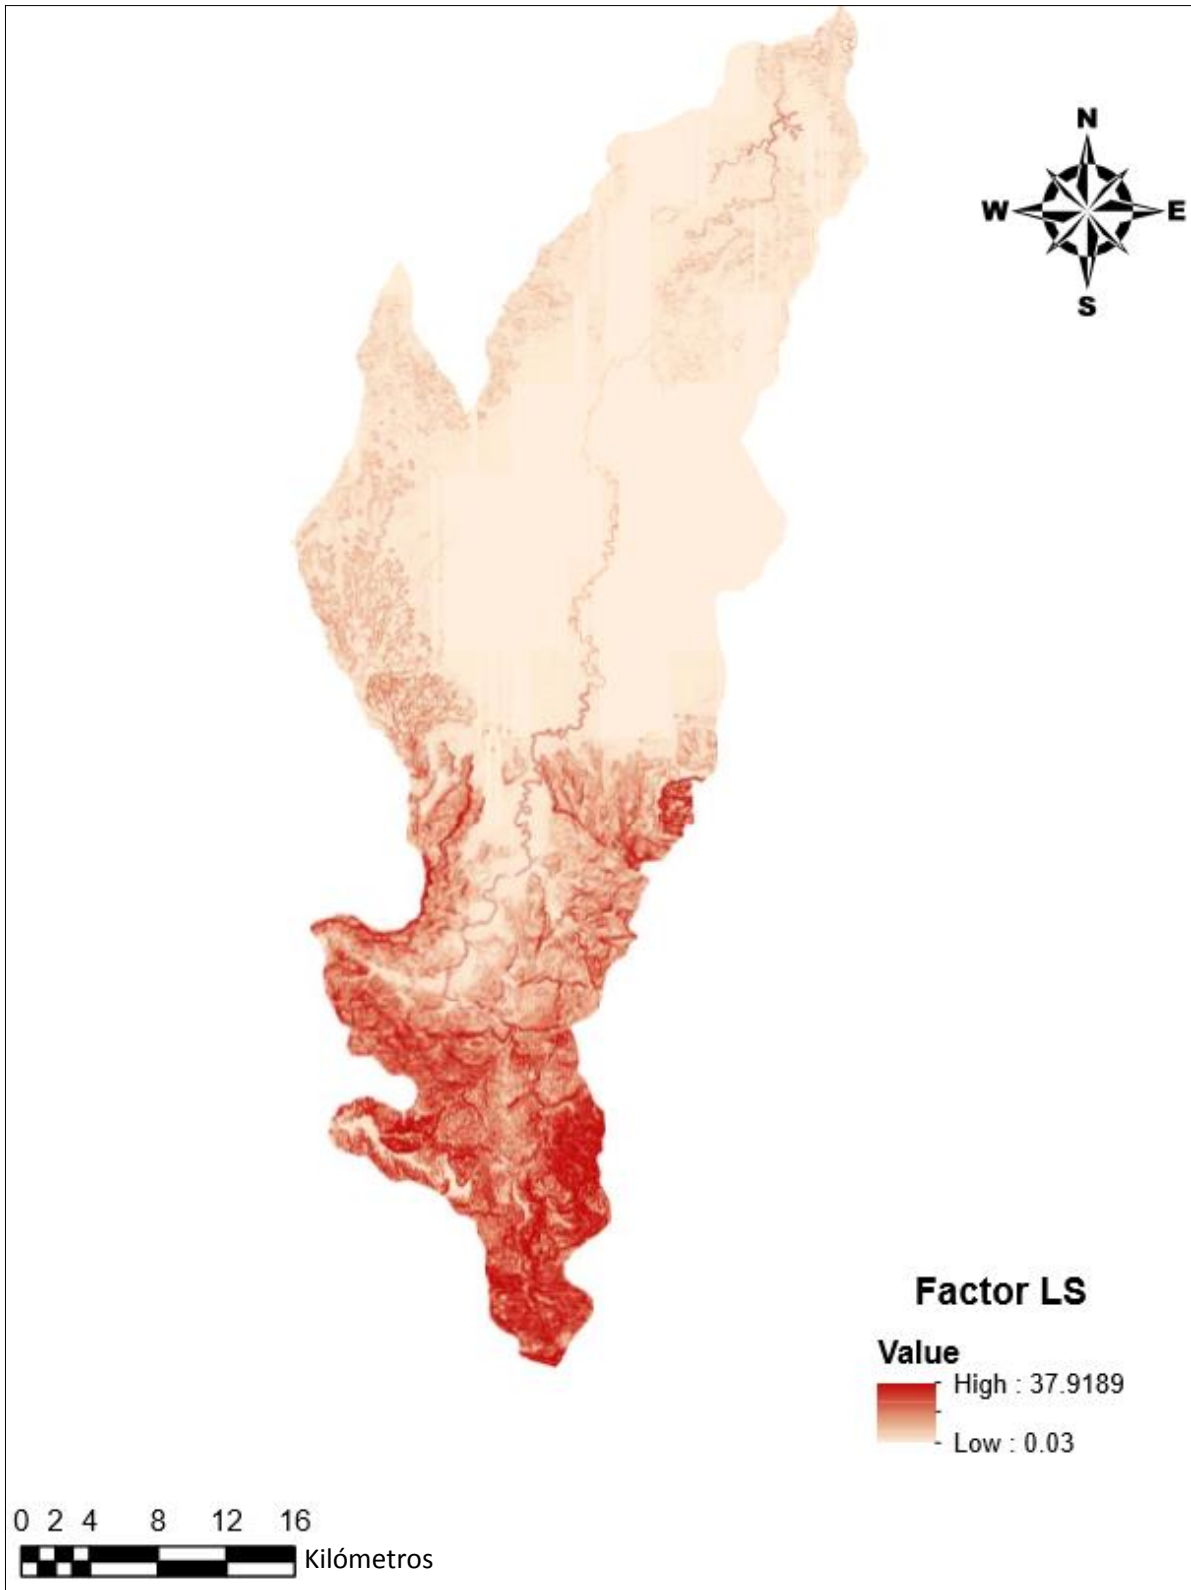 N
W E
S
Factor LS
Value
High : 37.9189
Low : 0.03
0 2 4 8 12 16
Kilómetros